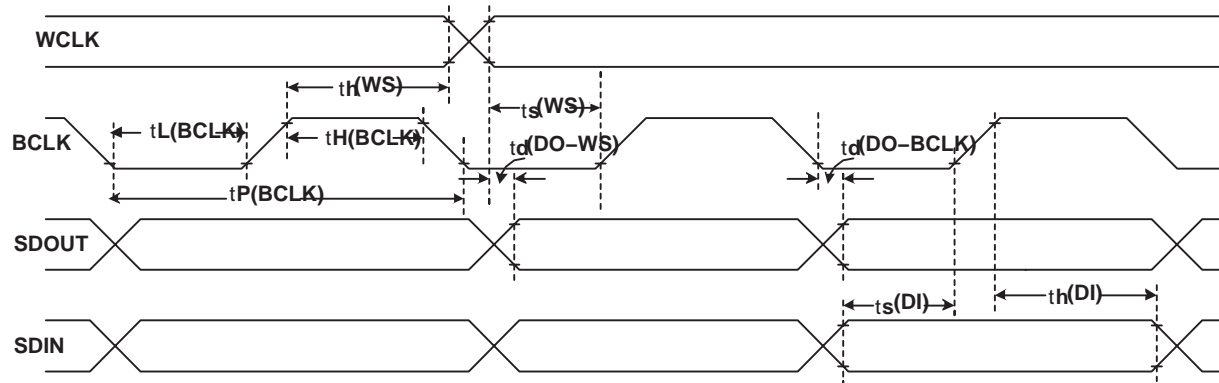 WCLK
th(WS)
ts(WS)
BCLK
tL(BCLK)
tH(BCLK)
td(DO−WS)
td(DO−BCLK)
tP(BCLK)
SDOUT
ts(DI)
th(DI)
SDIN